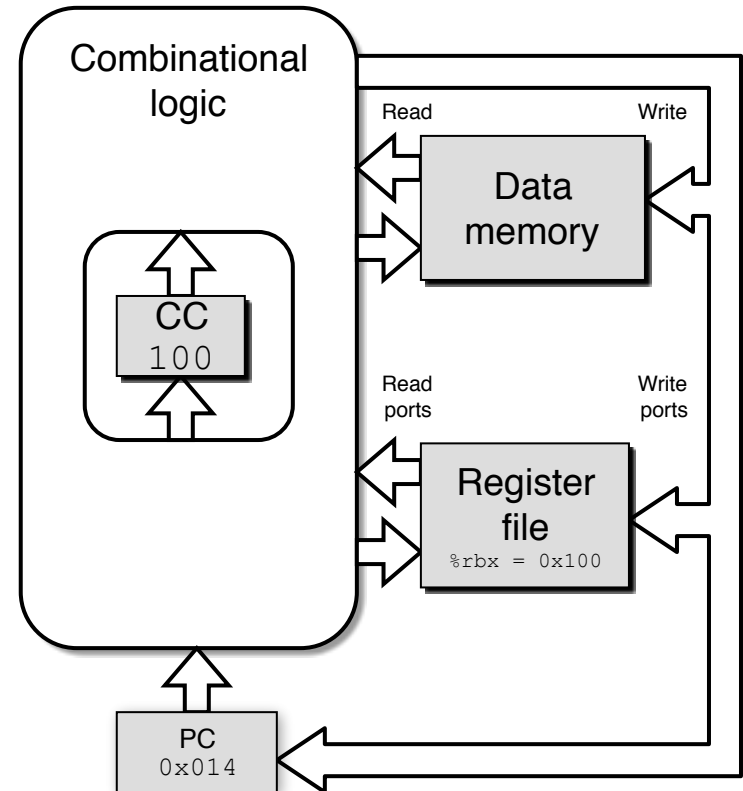 Combinational
logic
Read
Write
Data
memory
CC
100
Read
ports
Write
ports
Register
file
%rbx = 0x100
PC
0x014